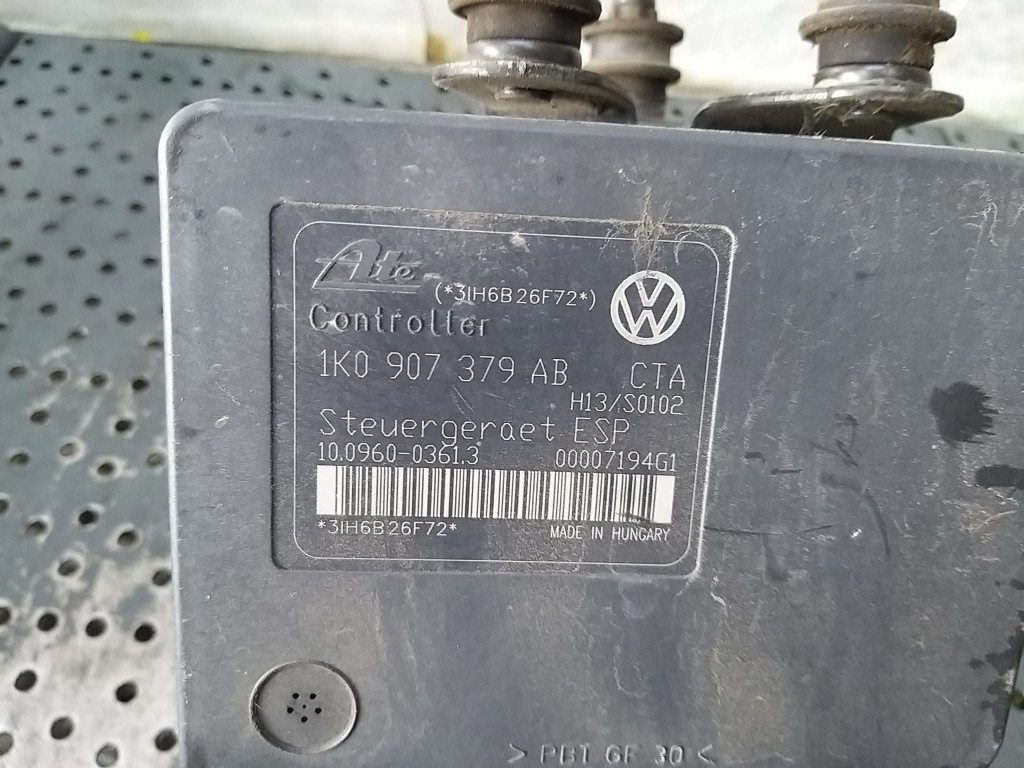 Ate
(*3IH6B26F72*)
Controller
1K0 907 379 AB CTA
H13/S0102
Steuergeraet ESP
10.0960-0361.3 00007194G1
*3IH6B26F72*
MADE IN HUNGARY
> PBT GF 30 <